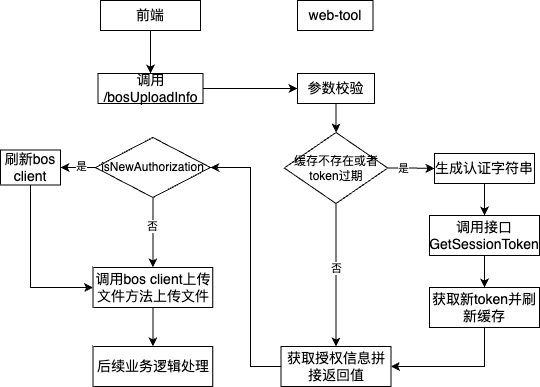 前端
web-tool
调用
/bosUploadInfo
参数校验
缓存不存在或者
token过期
是
生成认证字符串
刷新bos
client
是
isNewAuthorization
调用接口
GetSessionToken
否
否
调用bos client上传
文件方法上传文件
获取新token并刷
新缓存
后续业务逻辑处理
获取授权信息拼
接返回值